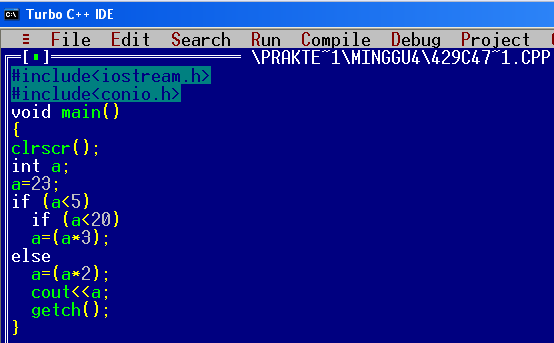 Turbo C++ IDE
≡ File Edit Search Run Compile Debug Project
[■] \PRAKTE~1\MINGGU4\429C47~1.CPP
#include<iostream.h>
#include<conio.h>
void main()
{
clrscr();
int a;
a=23;
if (a<5)
  if (a<20)
  a=(a*3);
else
  a=(a*2);
  cout<<a;
  getch();
}